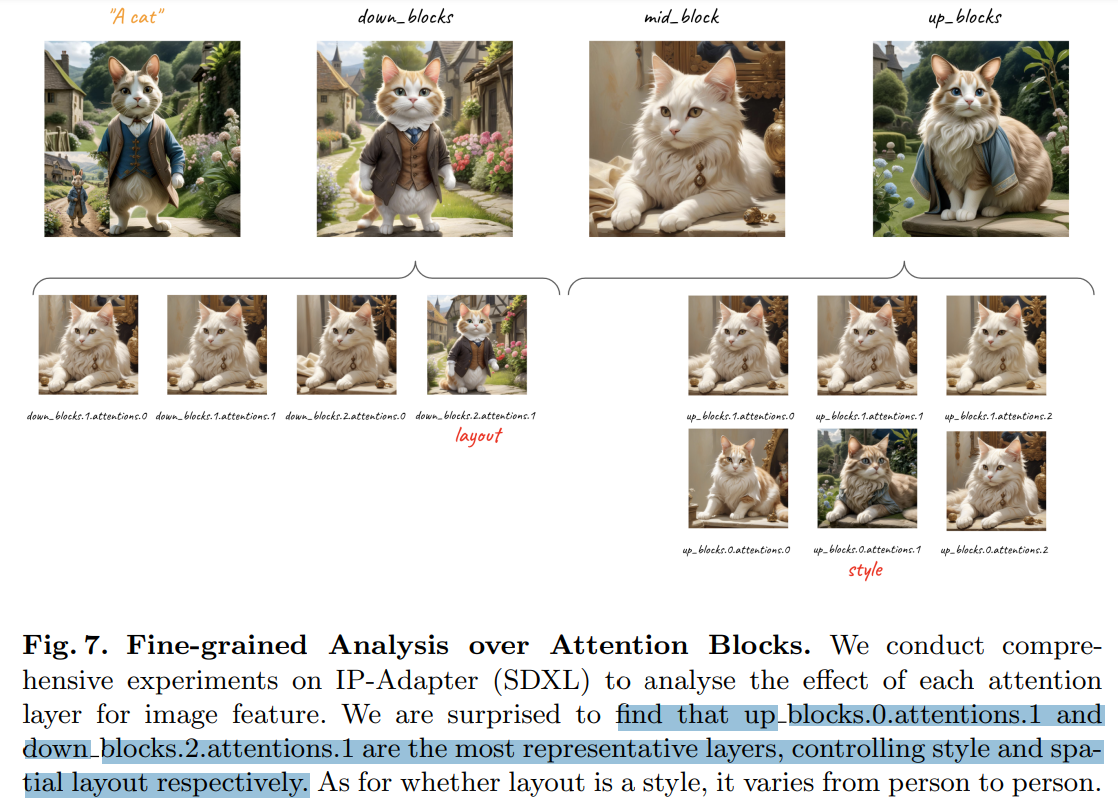 "A cat" down_blocks mid_block up_blocks
down_blocks.1.attentions.0 down_blocks.1.attentions.1 down_blocks.2.attentions.0 down_blocks.2.attentions.1
layout
up_blocks.1.attentions.0 up_blocks.1.attentions.1 up_blocks.1.attentions.2
up_blocks.0.attentions.0 up_blocks.0.attentions.1 up_blocks.0.attentions.2
style
Fig. 7. Fine-grained Analysis over Attention Blocks. We conduct compre-
hensive experiments on IP-Adapter (SDXL) to analyse the effect of each attention
layer for image feature. We are surprised to find that up_blocks.0.attentions.1 and
down_blocks.2.attentions.1 are the most representative layers, controlling style and spa-
tial layout respectively. As for whether layout is a style, it varies from person to person.